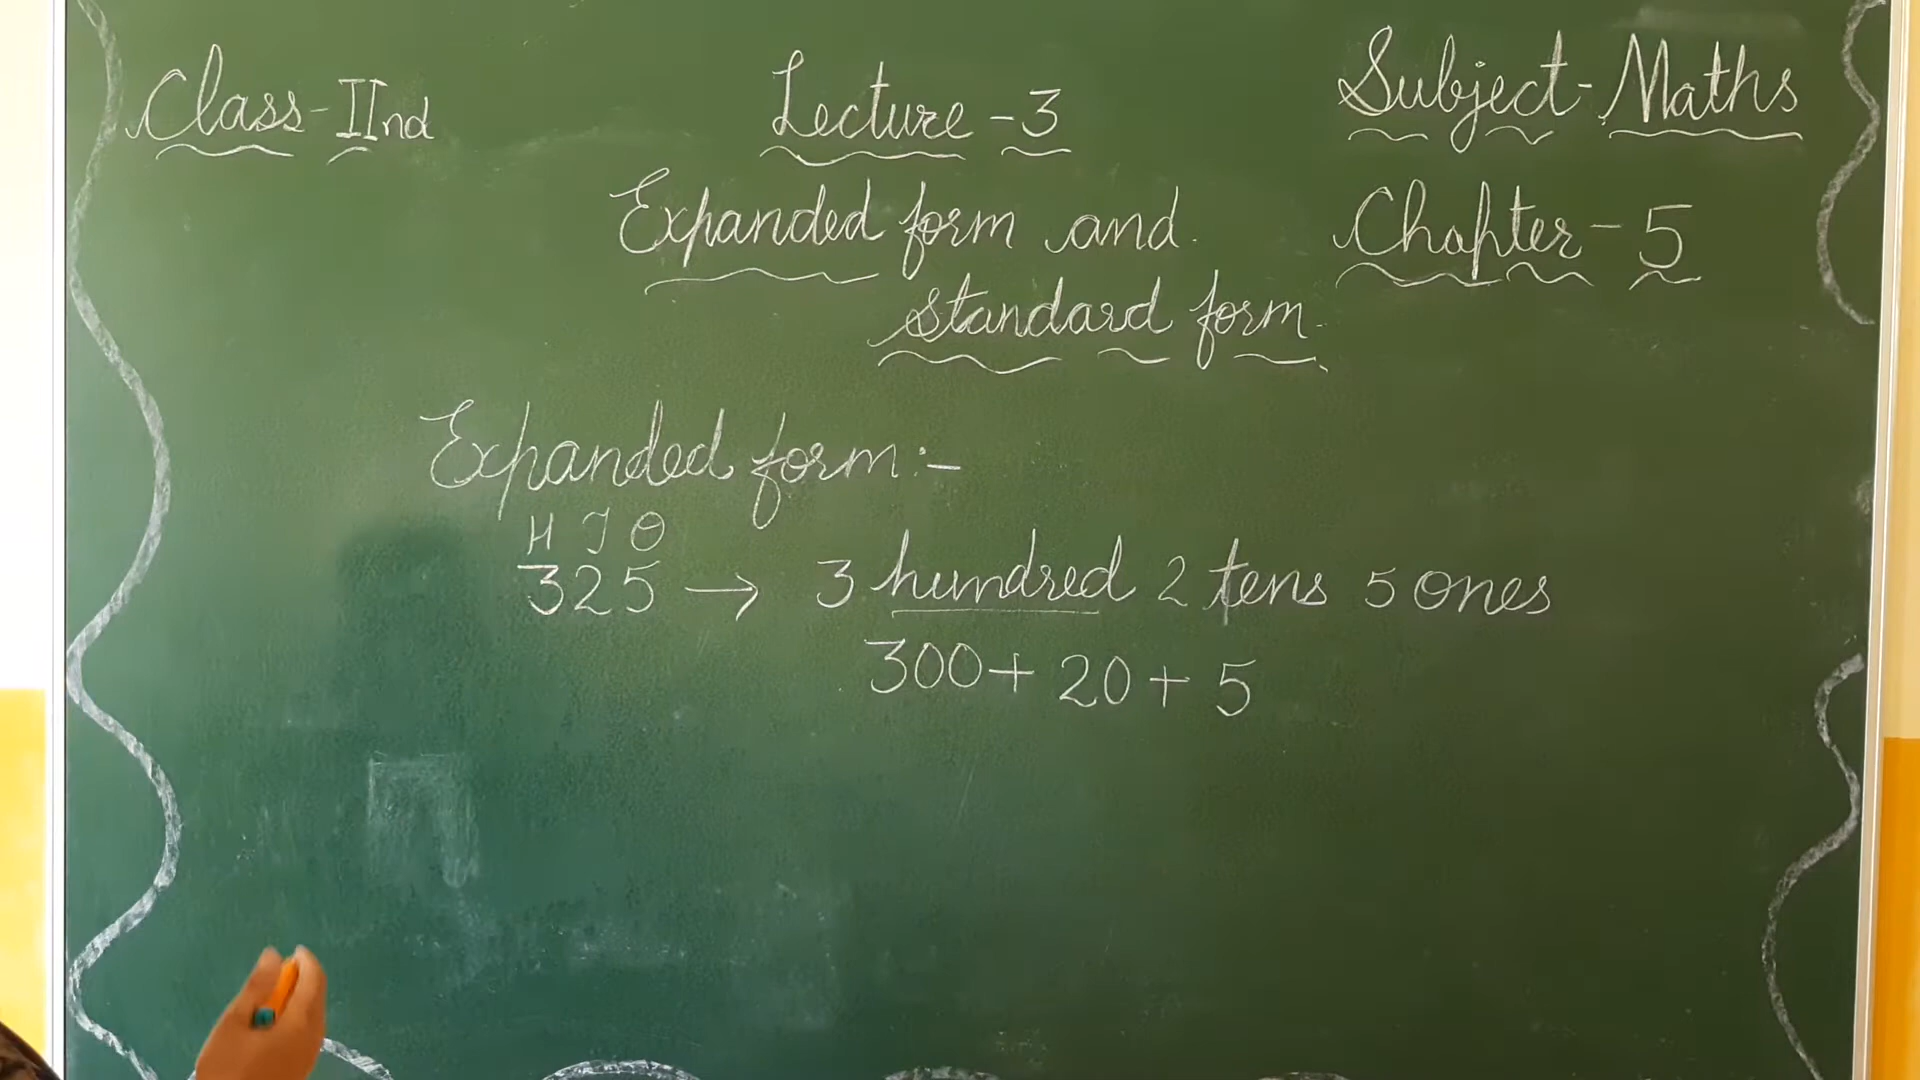 Class-IInd Lecture-3 Subject-Maths
Expanded form and Chapter-5
standard form.
Expanded form:-
H T O
325 → 3 hundred 2 tens 5 ones
300+ 20+ 5